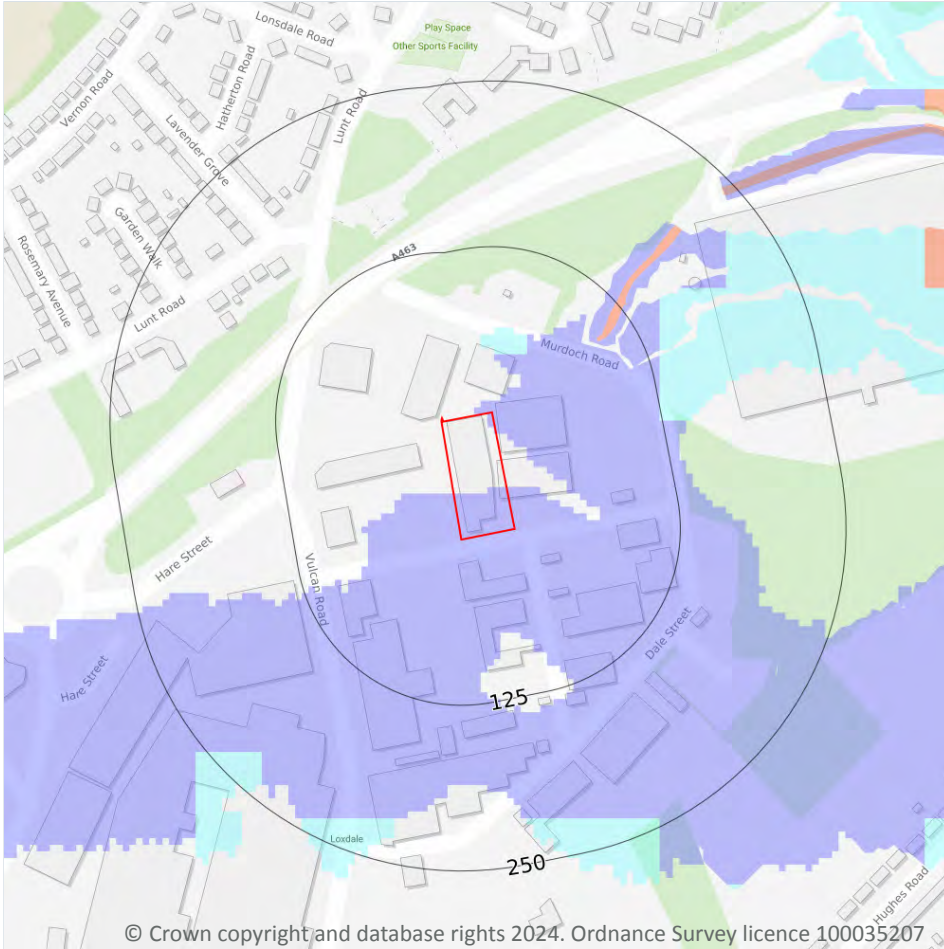 Lonsdale Road
Play Space
Other Sports Facility
Vernon Road
Hatherton Road
Lunt Road
Lavender Grove
Garden Walk
Rosemary Avenue
A463
Lunt Road
Murdoch Road
Hare Street
Vulcan Road
Dale Street
Hare Street
125
Loxdale
250
Hughes Road
© Crown copyright and database rights 2024. Ordnance Survey licence 100035207